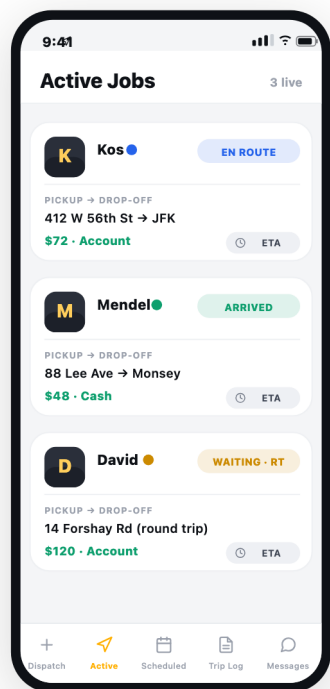 9:41
Active Jobs
3 live
K
Kos
EN ROUTE
PICKUP → DROP-OFF
412 W 56th St → JFK
$72 · Account
ETA
M
Mendel
ARRIVED
PICKUP → DROP-OFF
88 Lee Ave → Monsey
$48 · Cash
ETA
D
David
WAITING · RT
PICKUP → DROP-OFF
14 Forshay Rd (round trip)
$120 · Account
ETA
Dispatch
Active
Scheduled
Trip Log
Messages